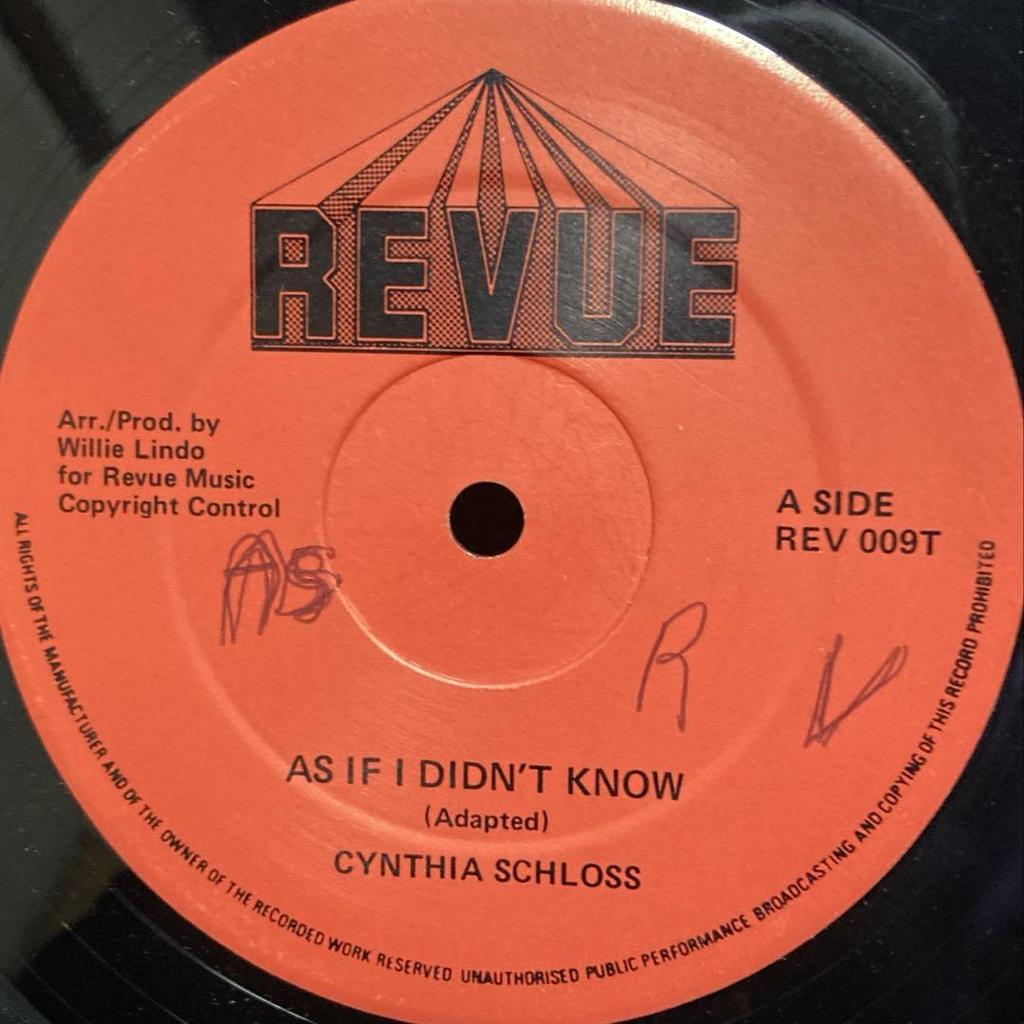 REVUE
Arr./Prod. by
Willie Lindo
for Revue Music
Copyright Control
A SIDE
REV 009T
AS
R
V
AS IF I DIDN'T KNOW
(Adapted)
CYNTHIA SCHLOSS
ALL RIGHTS OF THE MANUFACTURER AND OF THE OWNER OF THE RECORDED WORK RESERVED UNAUTHORISED PUBLIC PERFORMANCE BROADCASTING AND COPYING OF THIS RECORD PROHIBITED